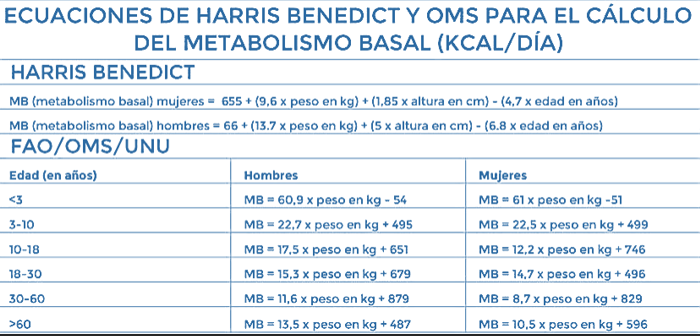 ECUACIONES DE HARRIS BENEDICT Y OMS PARA EL CÁLCULO
DEL METABOLISMO BASAL (KCAL/DÍA)
HARRIS BENEDICT
MB (metabolismo basal) mujeres = 655 + (9,6 x peso en kg) + (1,85 x altura en cm) - (4,7 x edad en años)
MB (metabolismo basal) hombres = 66 + (13.7 x peso en kg) + (5 x altura en cm) - (6.8 x edad en años)
FAO/OMS/UNU
Edad (en años) Hombres Mujeres
<3 MB = 60,9 x peso en kg - 54 MB = 61 x peso en kg -51
3-10 MB = 22,7 x peso en kg + 495 MB = 22,5 x peso en kg + 499
10-18 MB = 17,5 x peso en kg + 651 MB = 12,2 x peso en kg + 746
18-30 MB = 15,3 x peso en kg + 679 MB = 14,7 x peso en kg + 496
30-60 MB = 11,6 x peso en kg + 879 MB = 8,7 x peso en kg + 829
>60 MB = 13,5 x peso en kg + 487 MB = 10,5 x peso en kg + 596